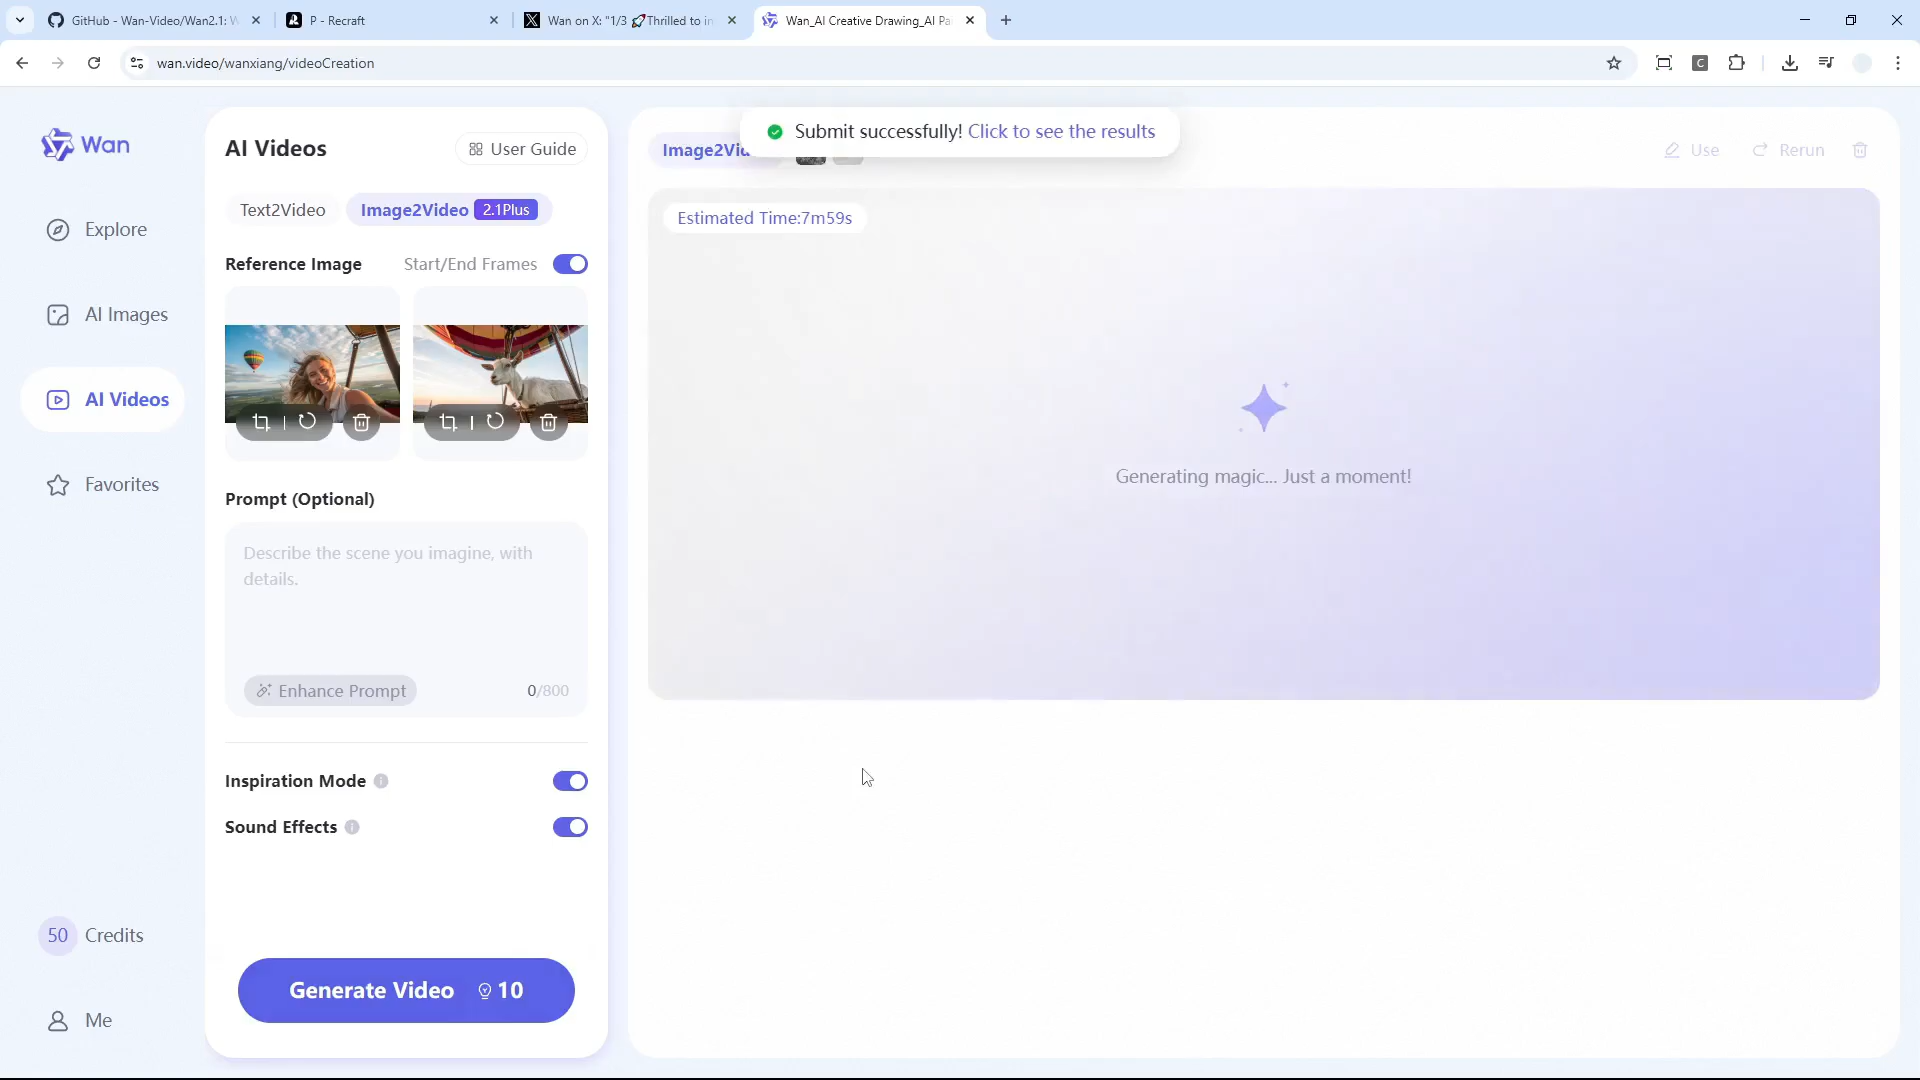 GitHub - Wan-Video/Wan2.1: W
P - Recraft
Wan on X: "1/3 🚀Thrilled to in
Wan_AI Creative Drawing_AI Pa
wan.video/wanxiang/videoCreation
Wan
Explore
AI Images
AI Videos
Favorites
50 Credits
Me
AI Videos
User Guide
Text2Video
Image2Video 2.1Plus
Reference Image
Start/End Frames
Prompt (Optional)
Describe the scene you imagine, with
details.
Enhance Prompt
0/800
Inspiration Mode
Sound Effects
Generate Video 10
Submit successfully! Click to see the results
Image2Vid
Use
Rerun
Estimated Time:7m59s
Generating magic... Just a moment!